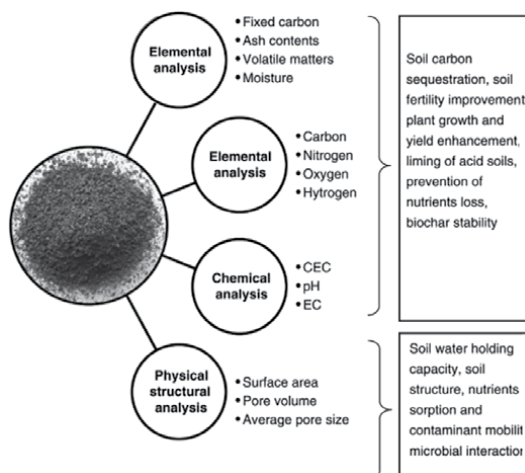 Elemental
analysis
• Fixed carbon
• Ash contents
• Volatile matters
• Moisture
Elemental
analysis
• Carbon
• Nitrogen
• Oxygen
• Hytrogen
Chemical
analysis
• CEC
• pH
• EC
Physical
structural
analysis
• Surface area
• Pore volume
• Average pore size
Soil carbon
sequestration, soil
fertility improvement
plant growth and
yield enhancement,
liming of acid soils,
prevention of
nutrients loss,
biochar stability
Soil water holding
capacity, soil
structure, nutrients
sorption and
contaminant mobilit
microbial interaction